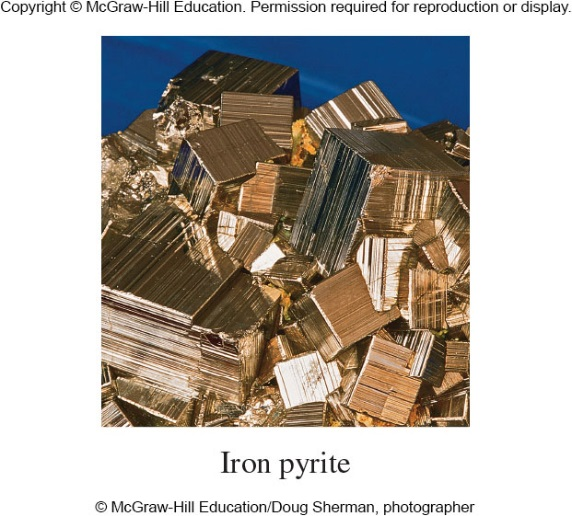 Copyright © McGraw-Hill Education. Permission required for reproduction or display.
Iron pyrite
© McGraw-Hill Education/Doug Sherman, photographer